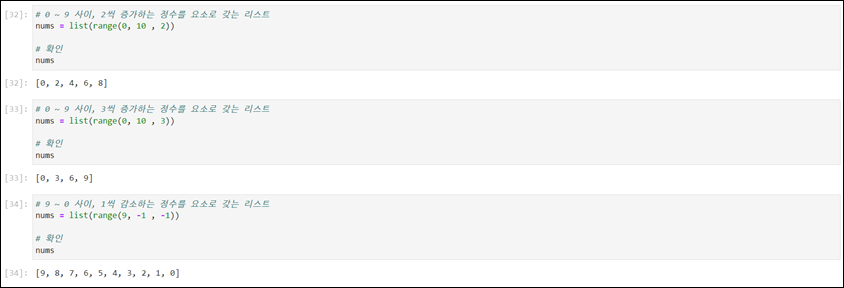 [32]: # 0 ~ 9 사이, 2씩 증가하는 정수를 요소로 갖는 리스트
nums = list(range(0, 10 , 2))
# 확인
nums
[32]: [0, 2, 4, 6, 8]
[33]: # 0 ~ 9 사이, 3씩 증가하는 정수를 요소로 갖는 리스트
nums = list(range(0, 10 , 3))
# 확인
nums
[33]: [0, 3, 6, 9]
[34]: # 9 ~ 0 사이, 1씩 감소하는 정수를 요소로 갖는 리스트
nums = list(range(9, -1 , -1))
# 확인
nums
[34]: [9, 8, 7, 6, 5, 4, 3, 2, 1, 0]